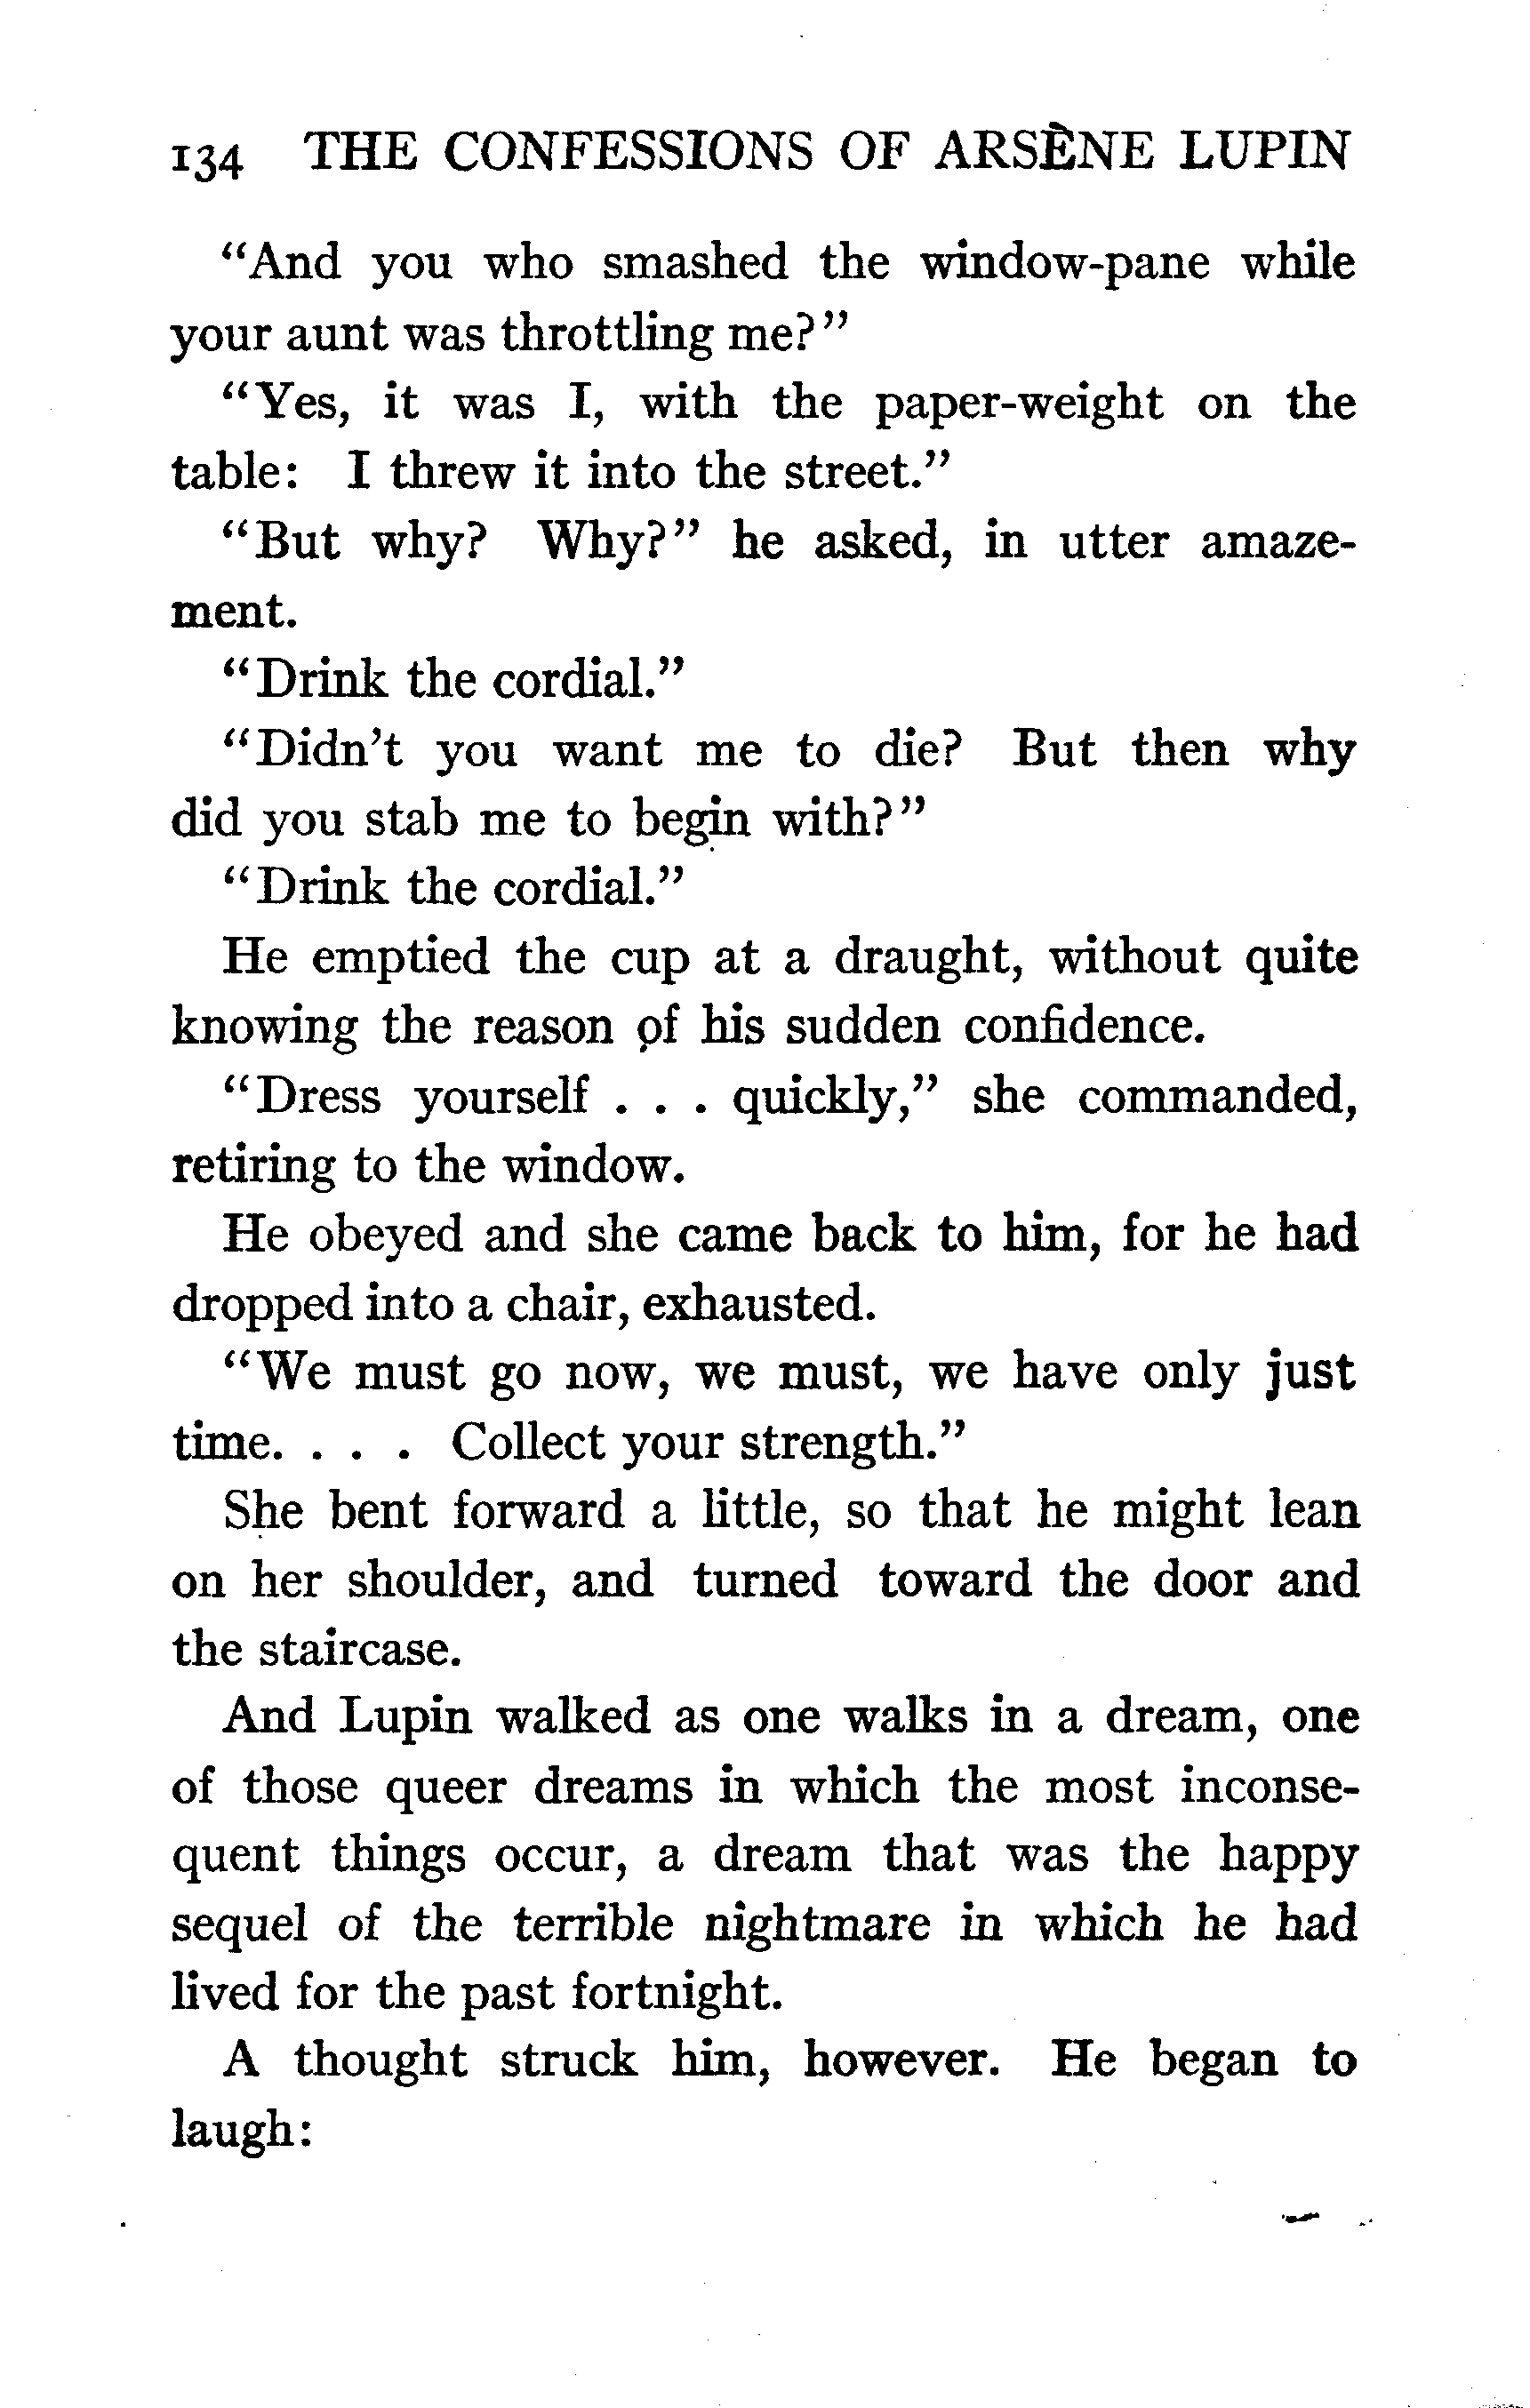 134 THE CONFESSIONS OF ARSÈNE LUPIN
“And you who smashed the window-pane while
your aunt was throttling me?”
“Yes, it was I, with the paper-weight on the
table: I threw it into the street.”
“But why? Why?” he asked, in utter amaze-
ment.
“Drink the cordial.”
“Didn’t you want me to die? But then why
did you stab me to begin with?”
“Drink the cordial.”
He emptied the cup at a draught, without quite
knowing the reason of his sudden confidence.
“Dress yourself . . . quickly,” she commanded,
retiring to the window.
He obeyed and she came back to him, for he had
dropped into a chair, exhausted.
“We must go now, we must, we have only just
time. . . . Collect your strength.”
She bent forward a little, so that he might lean
on her shoulder, and turned toward the door and
the staircase.
And Lupin walked as one walks in a dream, one
of those queer dreams in which the most inconse-
quent things occur, a dream that was the happy
sequel of the terrible nightmare in which he had
lived for the past fortnight.
A thought struck him, however. He began to
laugh: